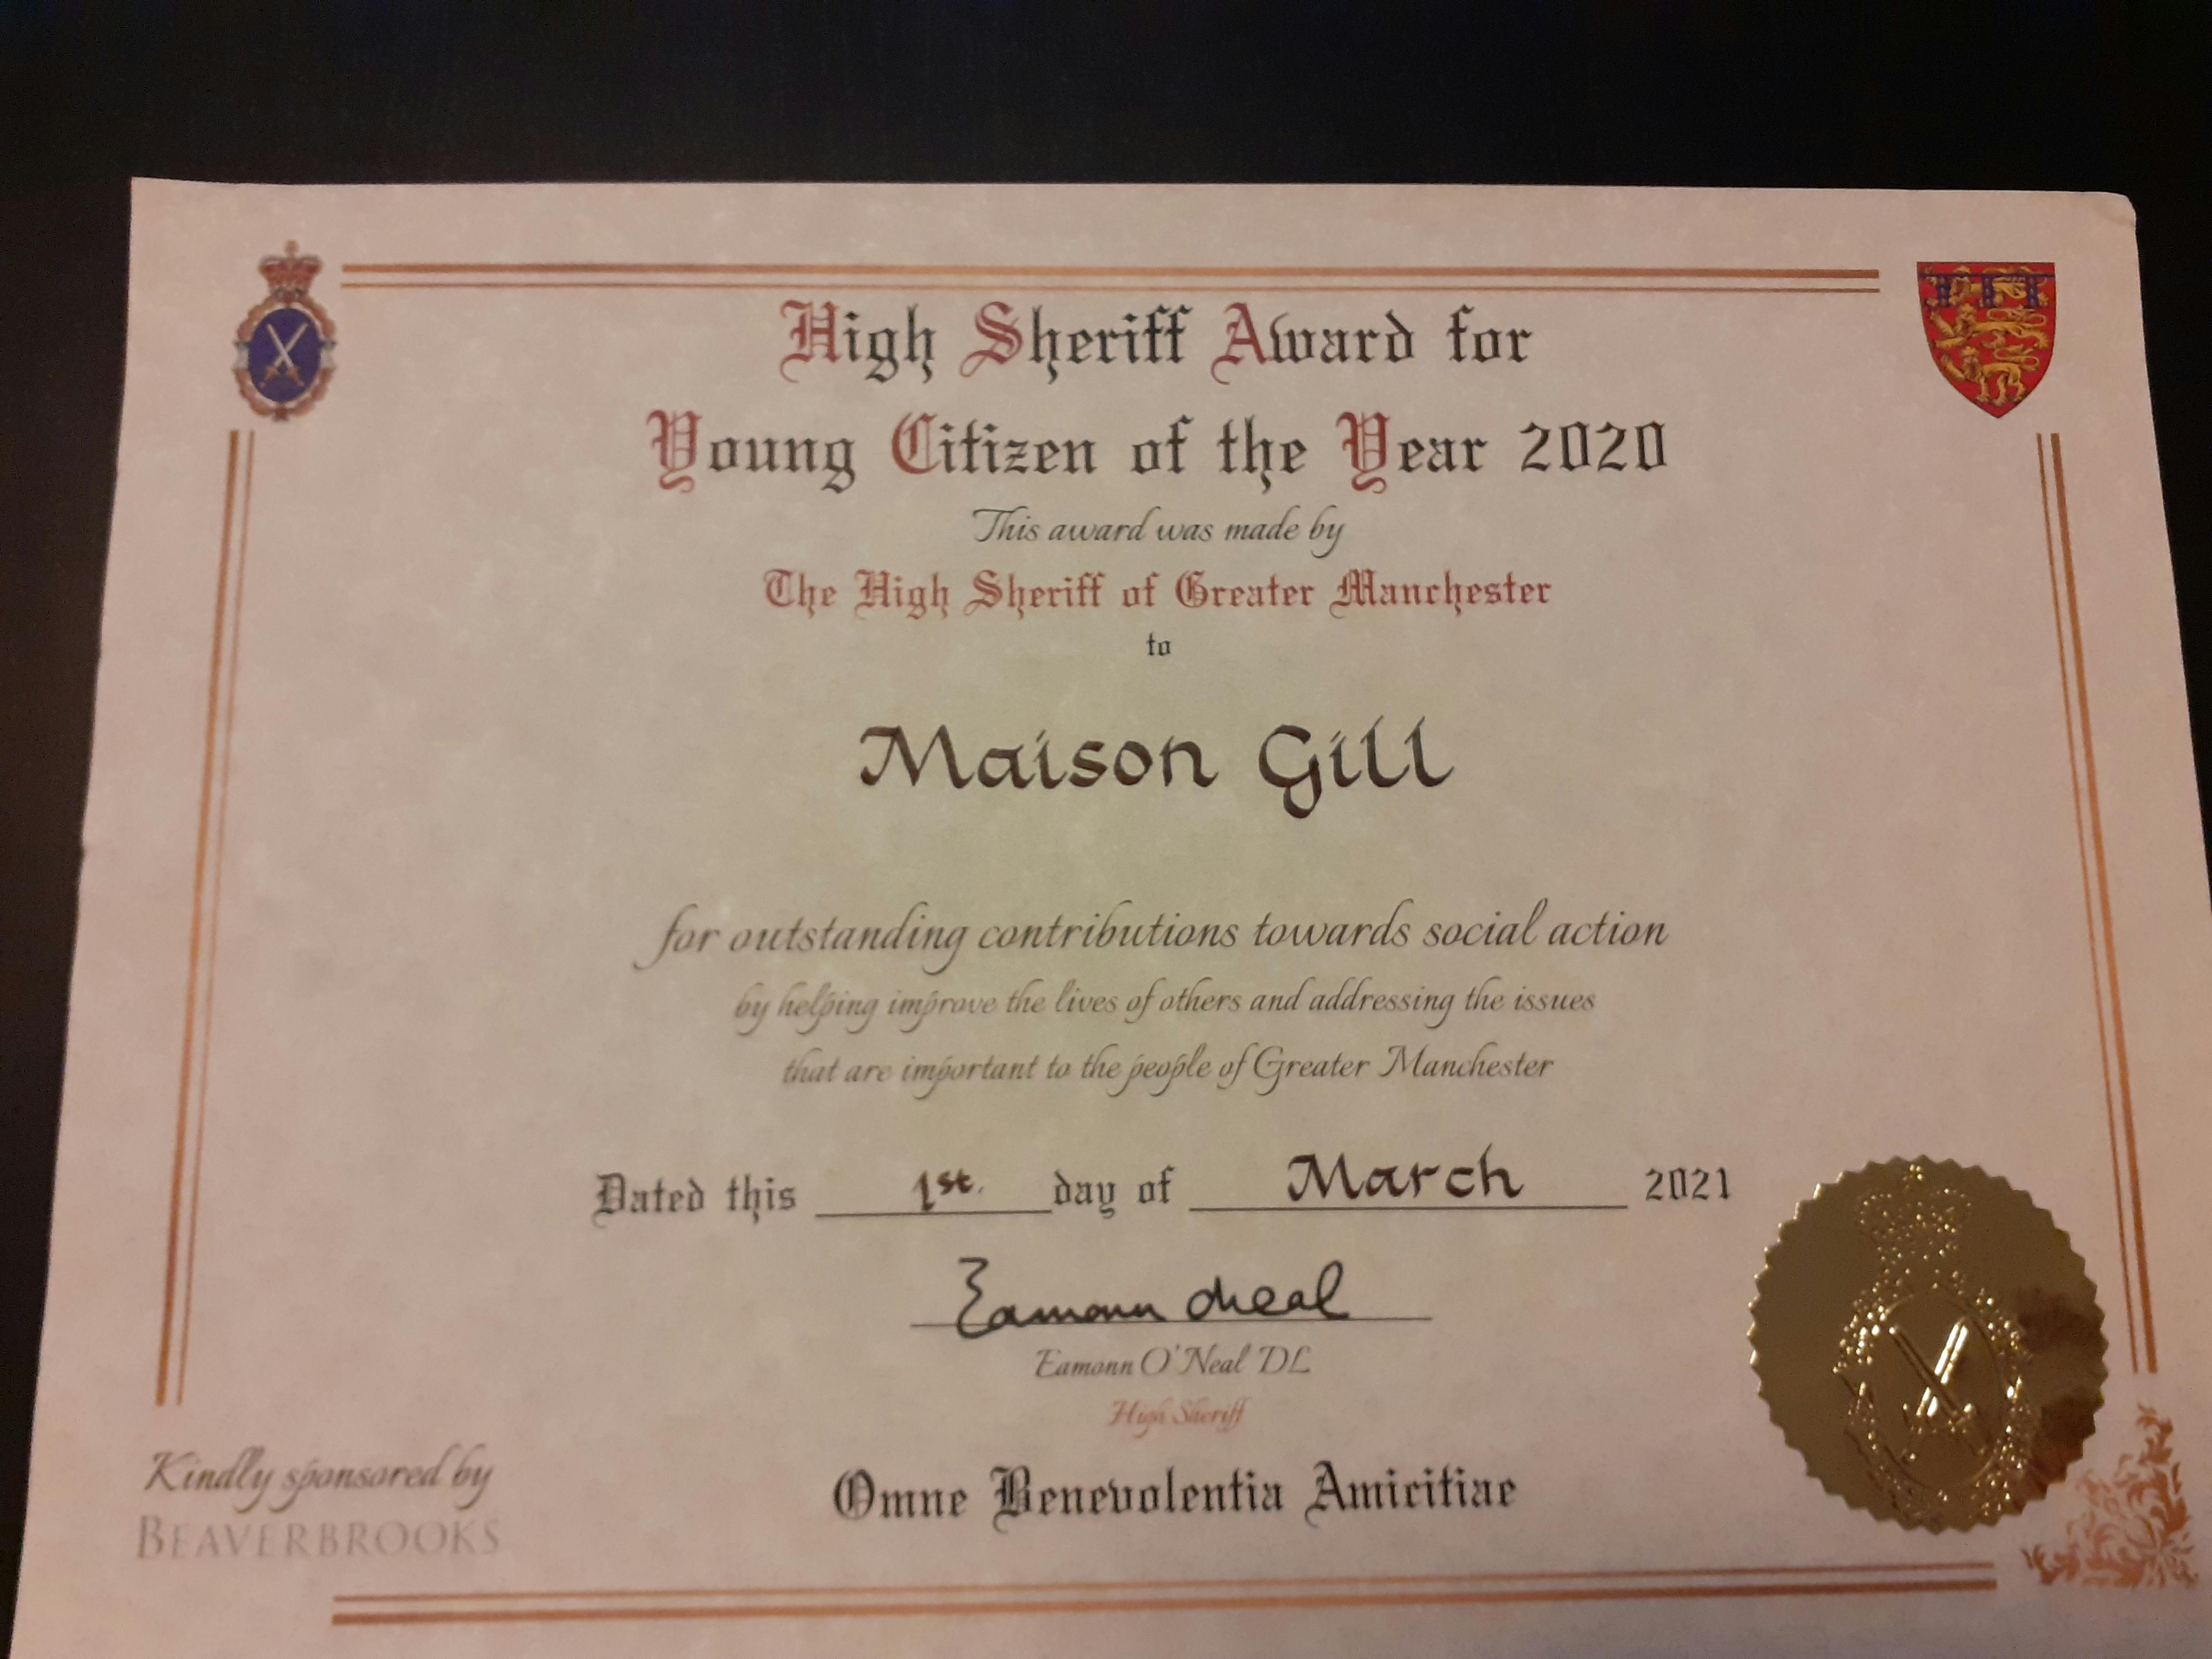 High Sheriff Award for
Young Citizen of the Year 2020
This award was made by
The High Sheriff of Greater Manchester
to
Maison Gill
for outstanding contributions towards social action
by helping improve the lives of others and addressing the issues
that are important to the people of Greater Manchester
Dated this 1st. day of March 2021
Eamonn O'Neal
Eamonn O'Neal DL
High Sheriff
Kindly sponsored by
BEAVERBROOKS
Omne Benevolentia Amicitiae